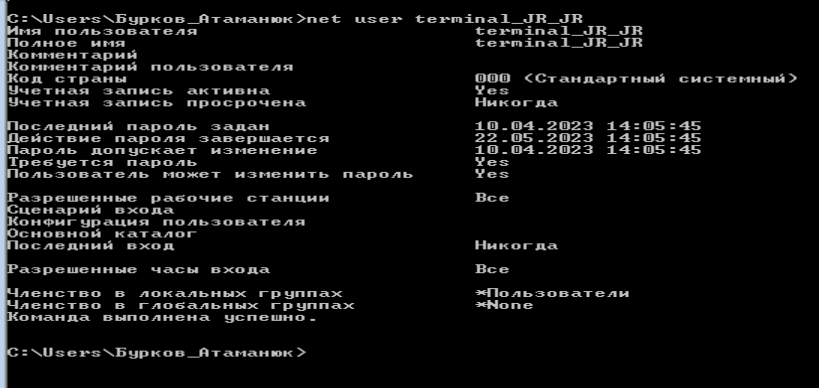 C:\Users\Бурков_Атаманюк>net user terminal_JR_JR
Имя пользователя terminal_JR_JR
Полное имя terminal_JR_JR
Комментарий
Комментарий пользователя
Код страны 000 (Стандартный системный)
Учетная запись активна Yes
Учетная запись просрочена Никогда
Последний пароль задан 10.04.2023 14:05:45
Действие пароля завершается 22.05.2023 14:05:45
Пароль допускает изменение 10.04.2023 14:05:45
Требуется пароль Yes
Пользователь может изменить пароль Yes
Разрешенные рабочие станции Все
Сценарий входа
Конфигурация пользователя
Основной каталог
Последний вход Никогда
Разрешенные часы входа Все
Членство в локальных группах *Пользователи
Членство в глобальных группах *None
Команда выполнена успешно.
C:\Users\Бурков_Атаманюк>